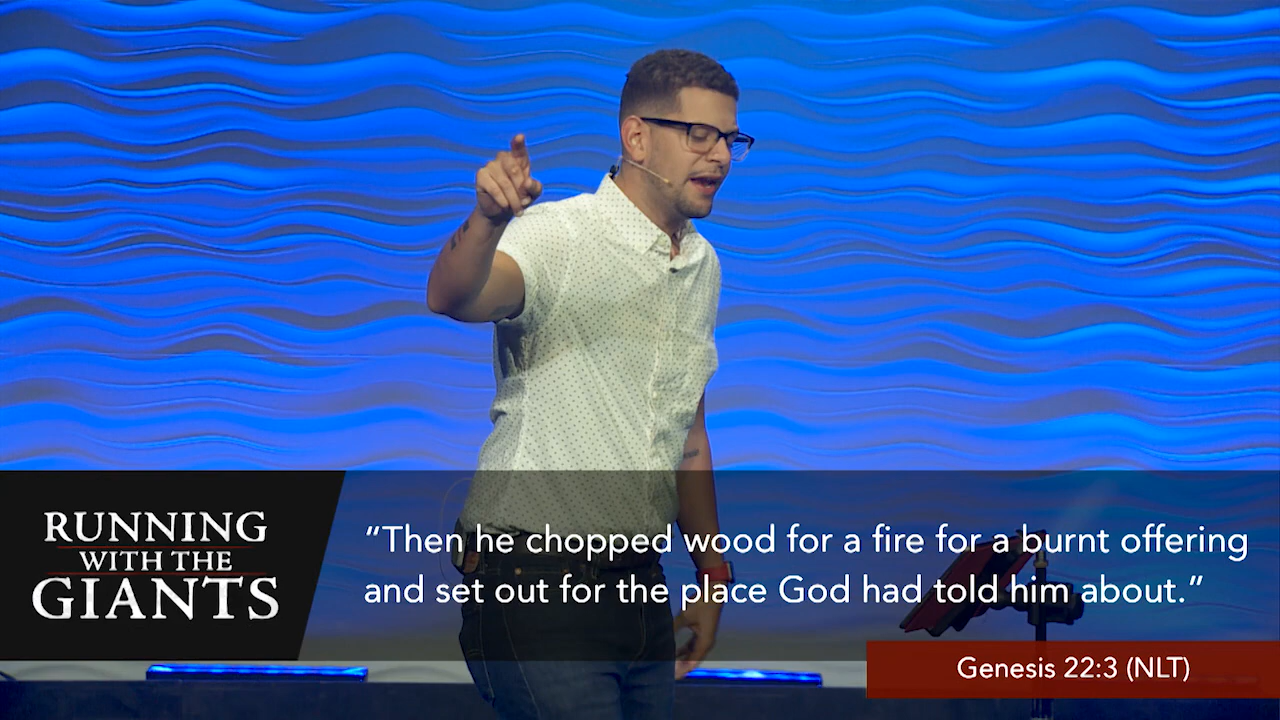 RUNNING
WITH THE
GIANTS
“Then he chopped wood for a fire for a burnt offering
and set out for the place God had told him about.”
Genesis 22:3 (NLT)